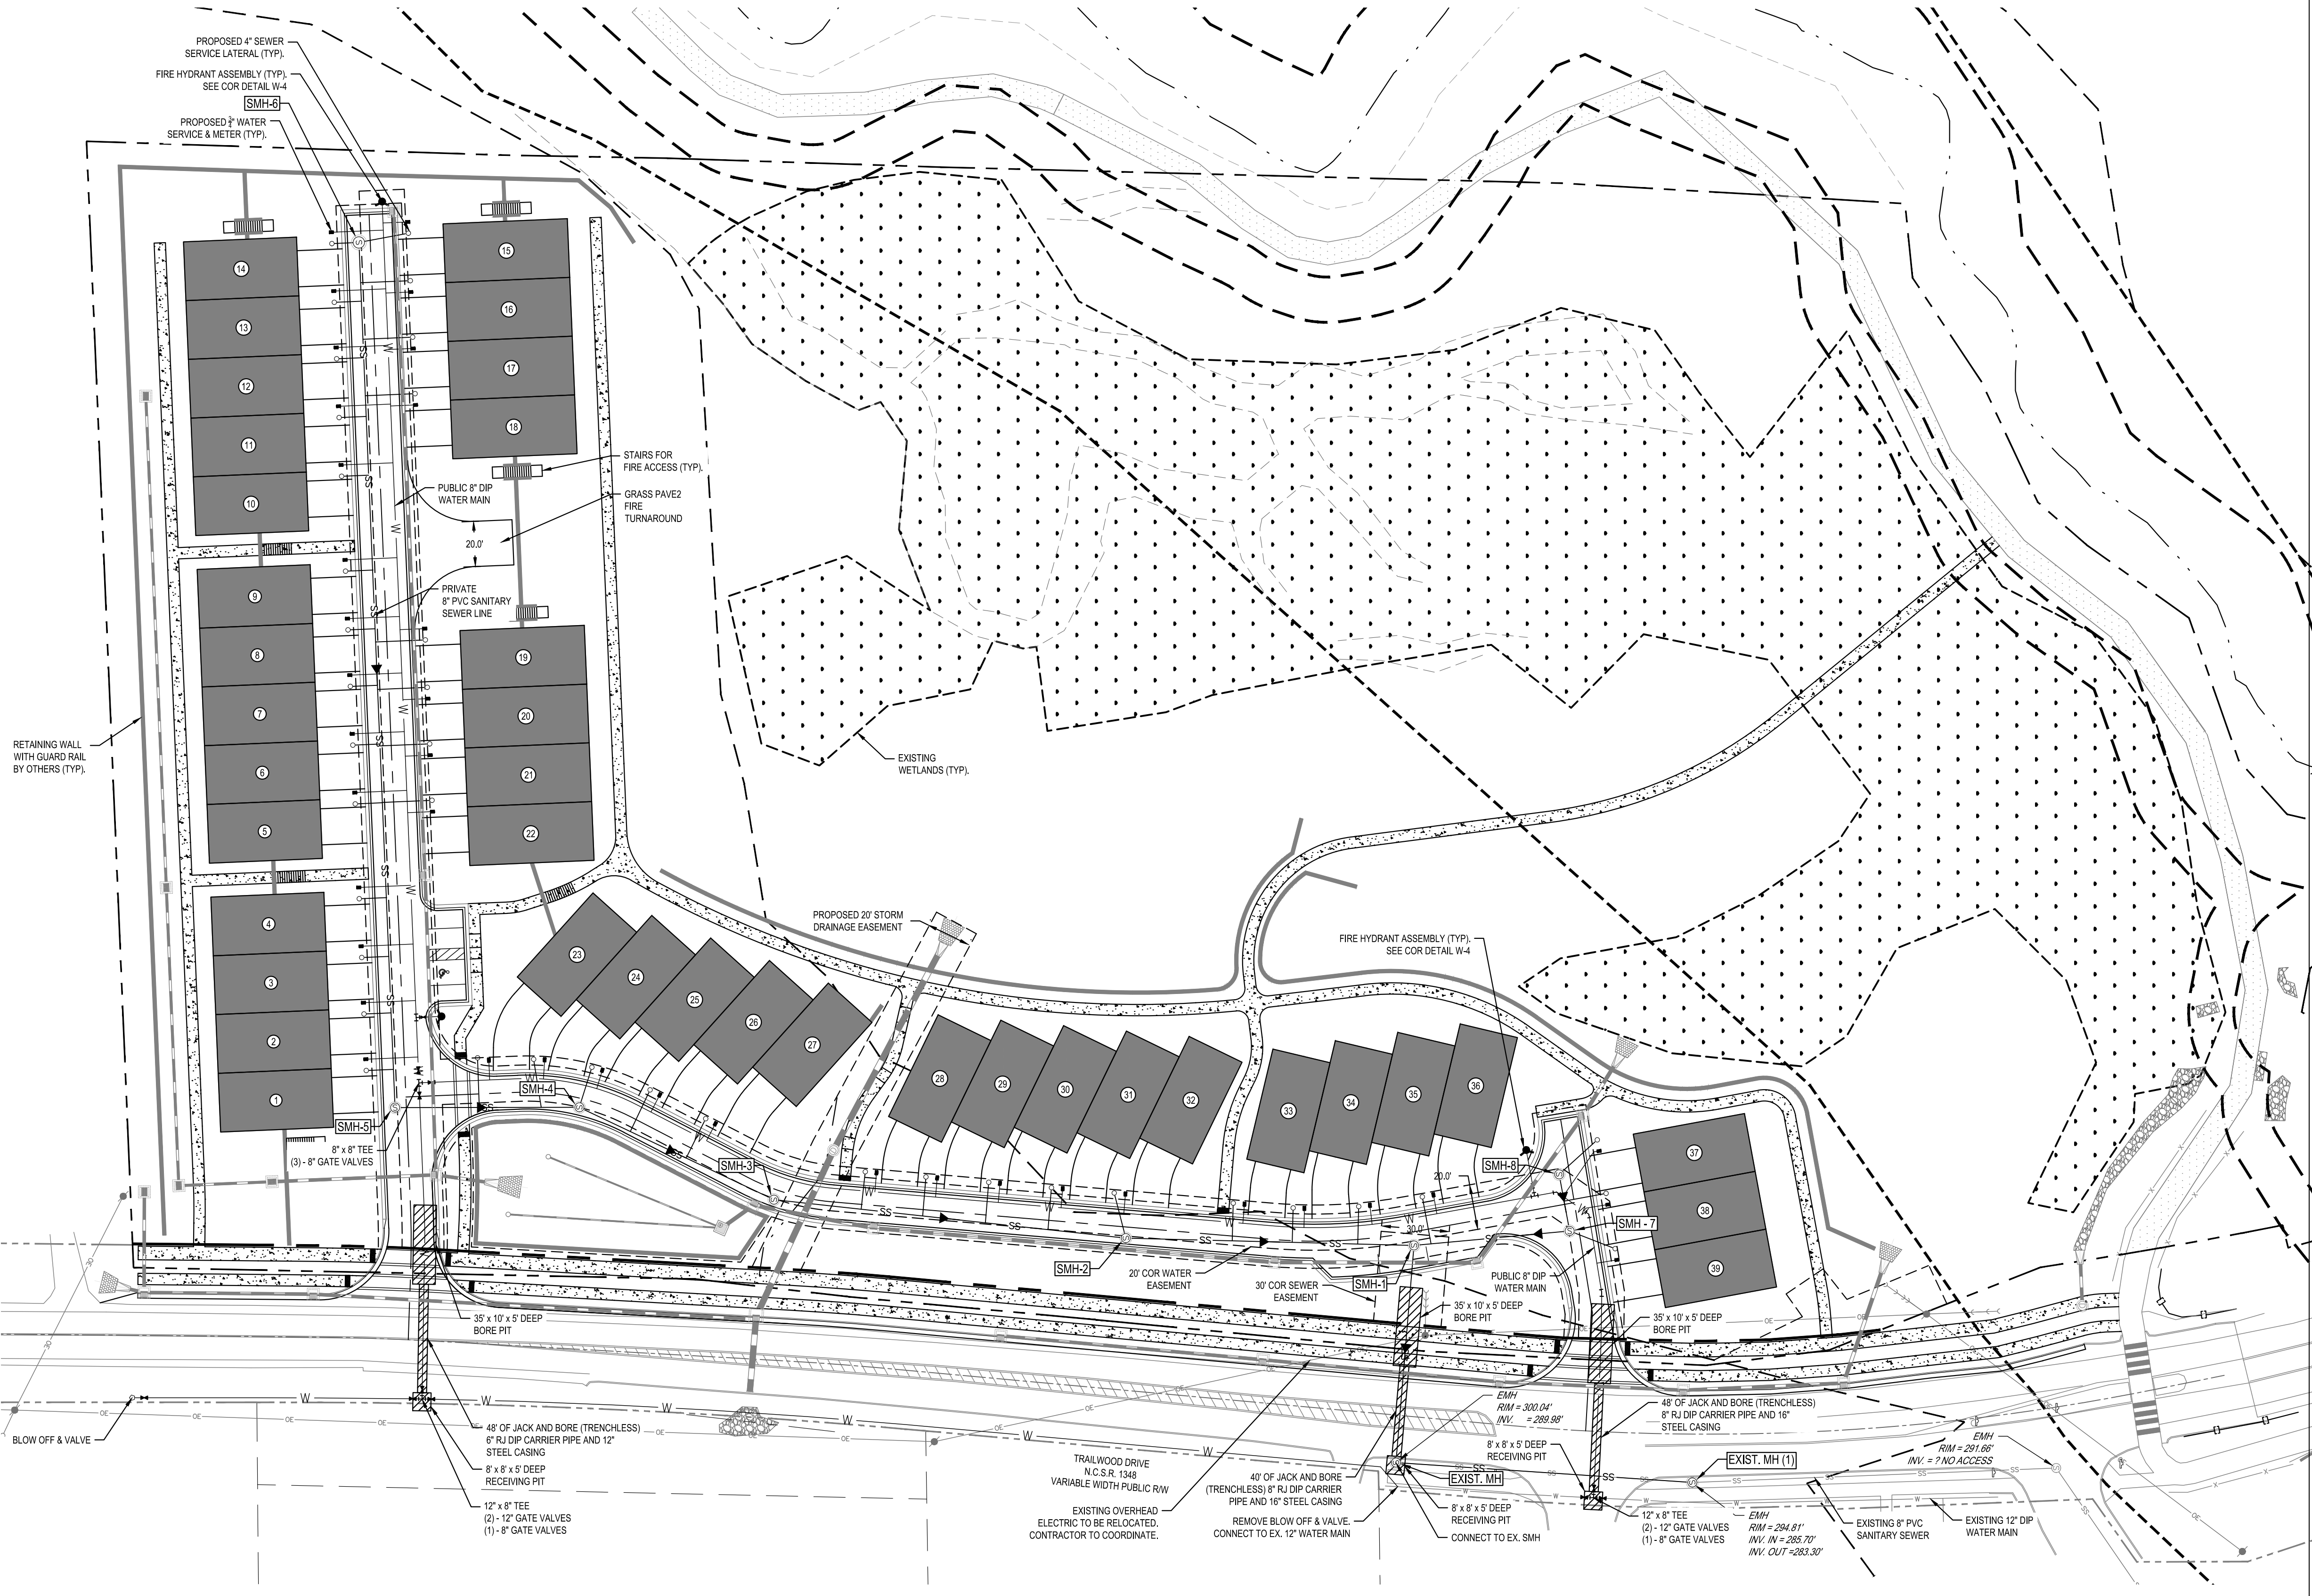 PROPOSED 4" SEWER
SERVICE LATERAL (TYP).
FIRE HYDRANT ASSEMBLY (TYP).
SEE COR DETAIL W-4
SMH-6
PROPOSED ¾" WATER
SERVICE & METER (TYP).
14
13
12
11
10
9
8
7
6
5
4
3
2
1
15
16
17
18
19
20
21
22
STAIRS FOR
FIRE ACCESS (TYP).
GRASS PAVE2
FIRE
TURNAROUND
PUBLIC 8" DIP
WATER MAIN
20.0'
PRIVATE
8" PVC SANITARY
SEWER LINE
SS
SS
SS
SS
SS
SS
W
W
W
W
RETAINING WALL
WITH GUARD RAIL
BY OTHERS (TYP).
EXISTING
WETLANDS (TYP).
PROPOSED 20' STORM
DRAINAGE EASEMENT
FIRE HYDRANT ASSEMBLY (TYP).
SEE COR DETAIL W-4
23
24
25
26
27
28
29
30
31
32
33
34
35
36
37
38
39
SMH-4
SMH-5
8" x 8" TEE
(3) - 8" GATE VALVES
SMH-3
SMH-8
20.0'
30.0'
SMH - 7
SMH-2
SMH-1
20' COR WATER
EASEMENT
30' COR SEWER
EASEMENT
PUBLIC 8" DIP
WATER MAIN
35' x 10' x 5' DEEP
BORE PIT
35' x 10' x 5' DEEP
BORE PIT
35' x 10' x 5' DEEP
BORE PIT
BLOW OFF & VALVE
48' OF JACK AND BORE (TRENCHLESS)
6" RJ DIP CARRIER PIPE AND 12"
STEEL CASING
8' x 8' x 5' DEEP
RECEIVING PIT
12" x 8" TEE
(2) - 12" GATE VALVES
(1) - 8" GATE VALVES
TRAILWOOD DRIVE
N.C.S.R. 1348
VARIABLE WIDTH PUBLIC R/W
EXISTING OVERHEAD
ELECTRIC TO BE RELOCATED.
CONTRACTOR TO COORDINATE.
40' OF JACK AND BORE
(TRENCHLESS) 8" RJ DIP CARRIER
PIPE AND 16" STEEL CASING
REMOVE BLOW OFF & VALVE.
CONNECT TO EX. 12" WATER MAIN
EMH
RIM = 300.04'
INV. = 289.98'
8' x 8' x 5' DEEP
RECEIVING PIT
EXIST. MH
8' x 8' x 5' DEEP
RECEIVING PIT
CONNECT TO EX. SMH
48' OF JACK AND BORE (TRENCHLESS)
8" RJ DIP CARRIER PIPE AND 16"
STEEL CASING
EXIST. MH (1)
EMH
RIM = 291.66'
INV. = ? NO ACCESS
12" x 8" TEE
(2) - 12" GATE VALVES
(1) - 8" GATE VALVES
EMH
RIM = 294.81'
INV. IN = 285.70'
INV. OUT =283.30'
EXISTING 8" PVC
SANITARY SEWER
EXISTING 12" DIP
WATER MAIN